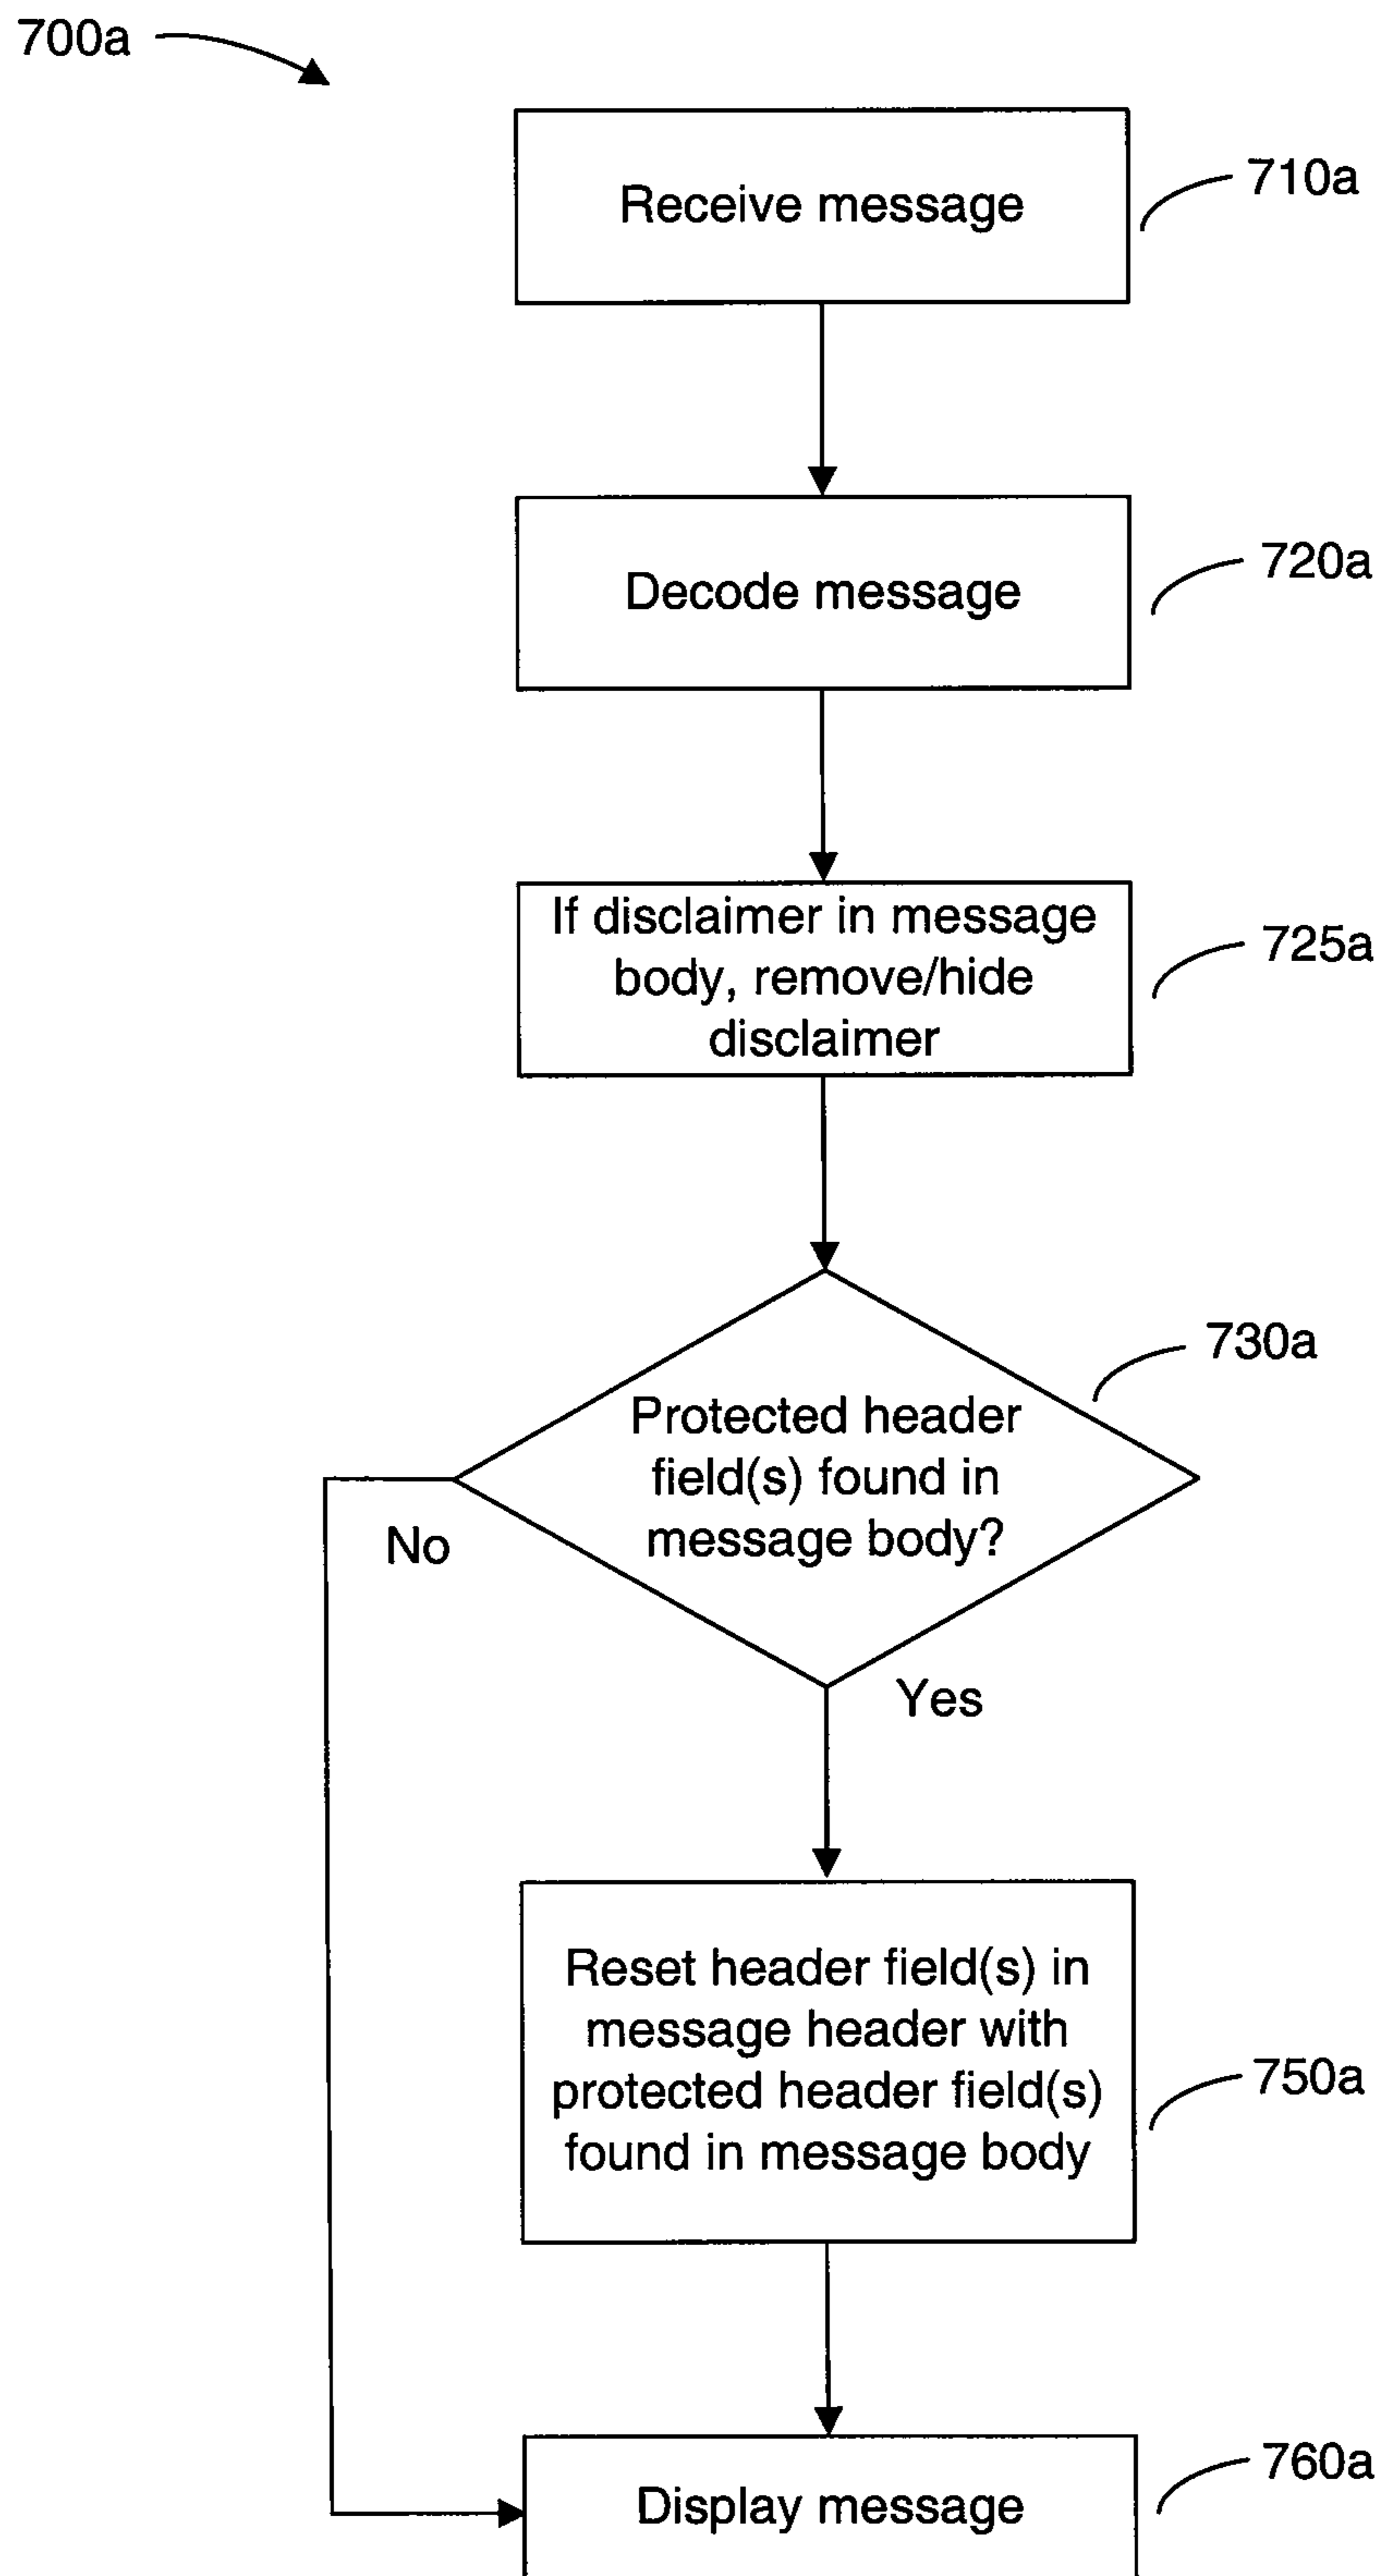 700a
Receive message
710a
Decode message
720a
If disclaimer in message
body, remove/hide
disclaimer
725a
Protected header
field(s) found in
message body?
730a
No
Yes
Reset header field(s) in
message header with
protected header field(s)
found in message body
750a
Display message
760a